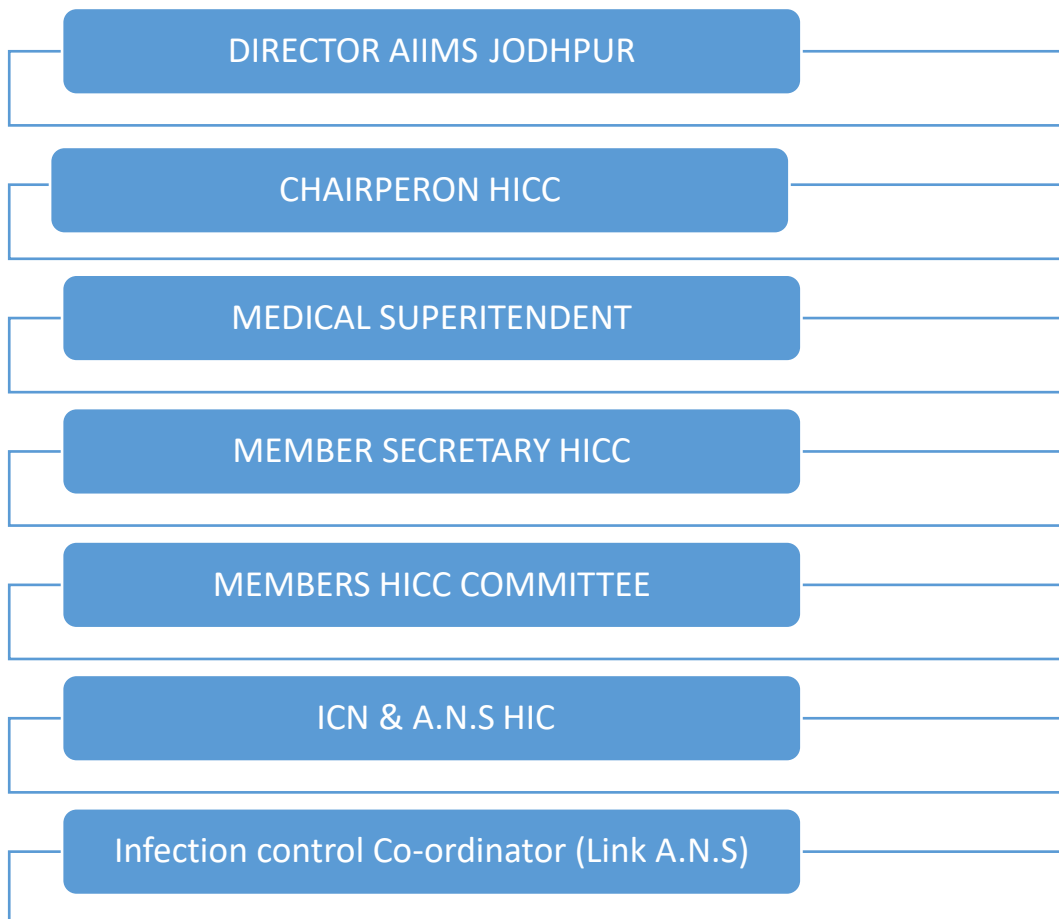 DIRECTOR AIIMS JODHPUR
CHAIRPERON HICC
MEDICAL SUPERITENDENT
MEMBER SECRETARY HICC
MEMBERS HICC COMMITTEE
ICN & A.N.S HIC
Infection control Co-ordinator (Link A.N.S)